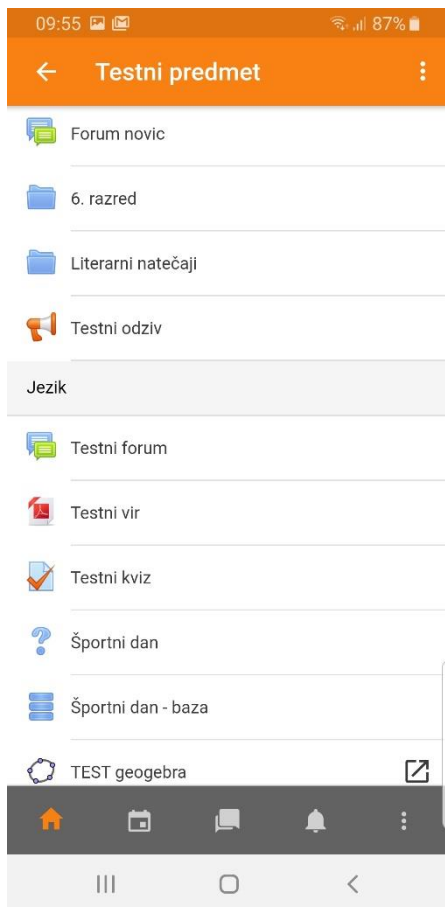 09:55
87%
Testni predmet
Forum novic
6. razred
Literarni natečaji
Testni odziv
Jezik
Testni forum
Testni vir
Testni kviz
Športni dan
Športni dan - baza
TEST geogebra